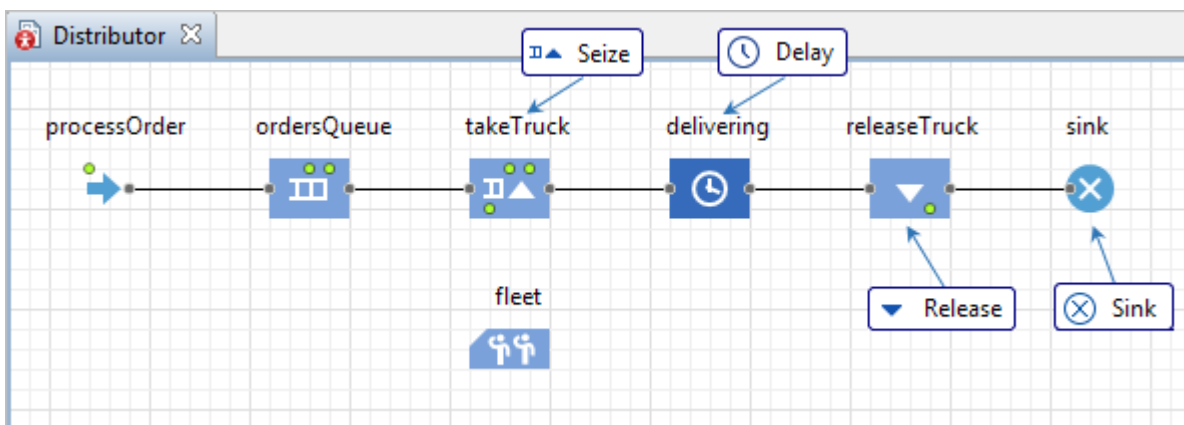 Distributor
Seize
Delay
processOrder
ordersQueue
takeTruck
delivering
releaseTruck
sink
fleet
Release
Sink